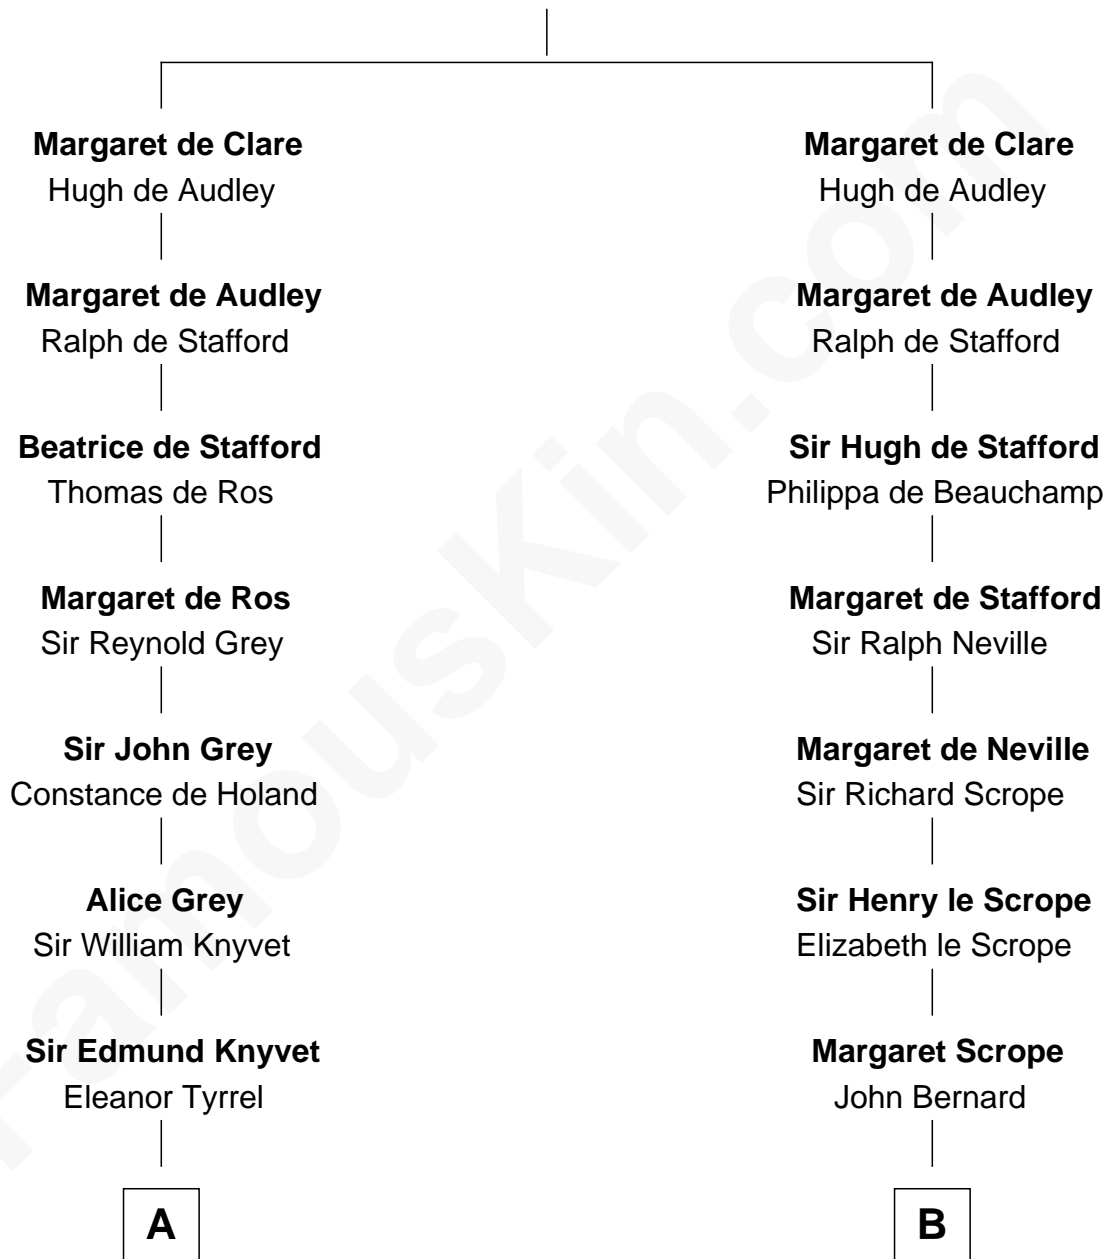 Margaret de Clare
Hugh de Audley
Margaret de Audley
Ralph de Stafford
Beatrice de Stafford
Thomas de Ros
Margaret de Ros
Sir Reynold Grey
Sir John Grey
Constance de Holand
Alice Grey
Sir William Knyvet
Sir Edmund Knyvet
Eleanor Tyrrel
A
Margaret de Clare
Hugh de Audley
Margaret de Audley
Ralph de Stafford
Sir Hugh de Stafford
Philippa de Beauchamp
Margaret de Stafford
Sir Ralph Neville
Margaret de Neville
Sir Richard Scrope
Sir Henry le Scrope
Elizabeth le Scrope
Margaret Scrope
John Bernard
B
FamousKin.com